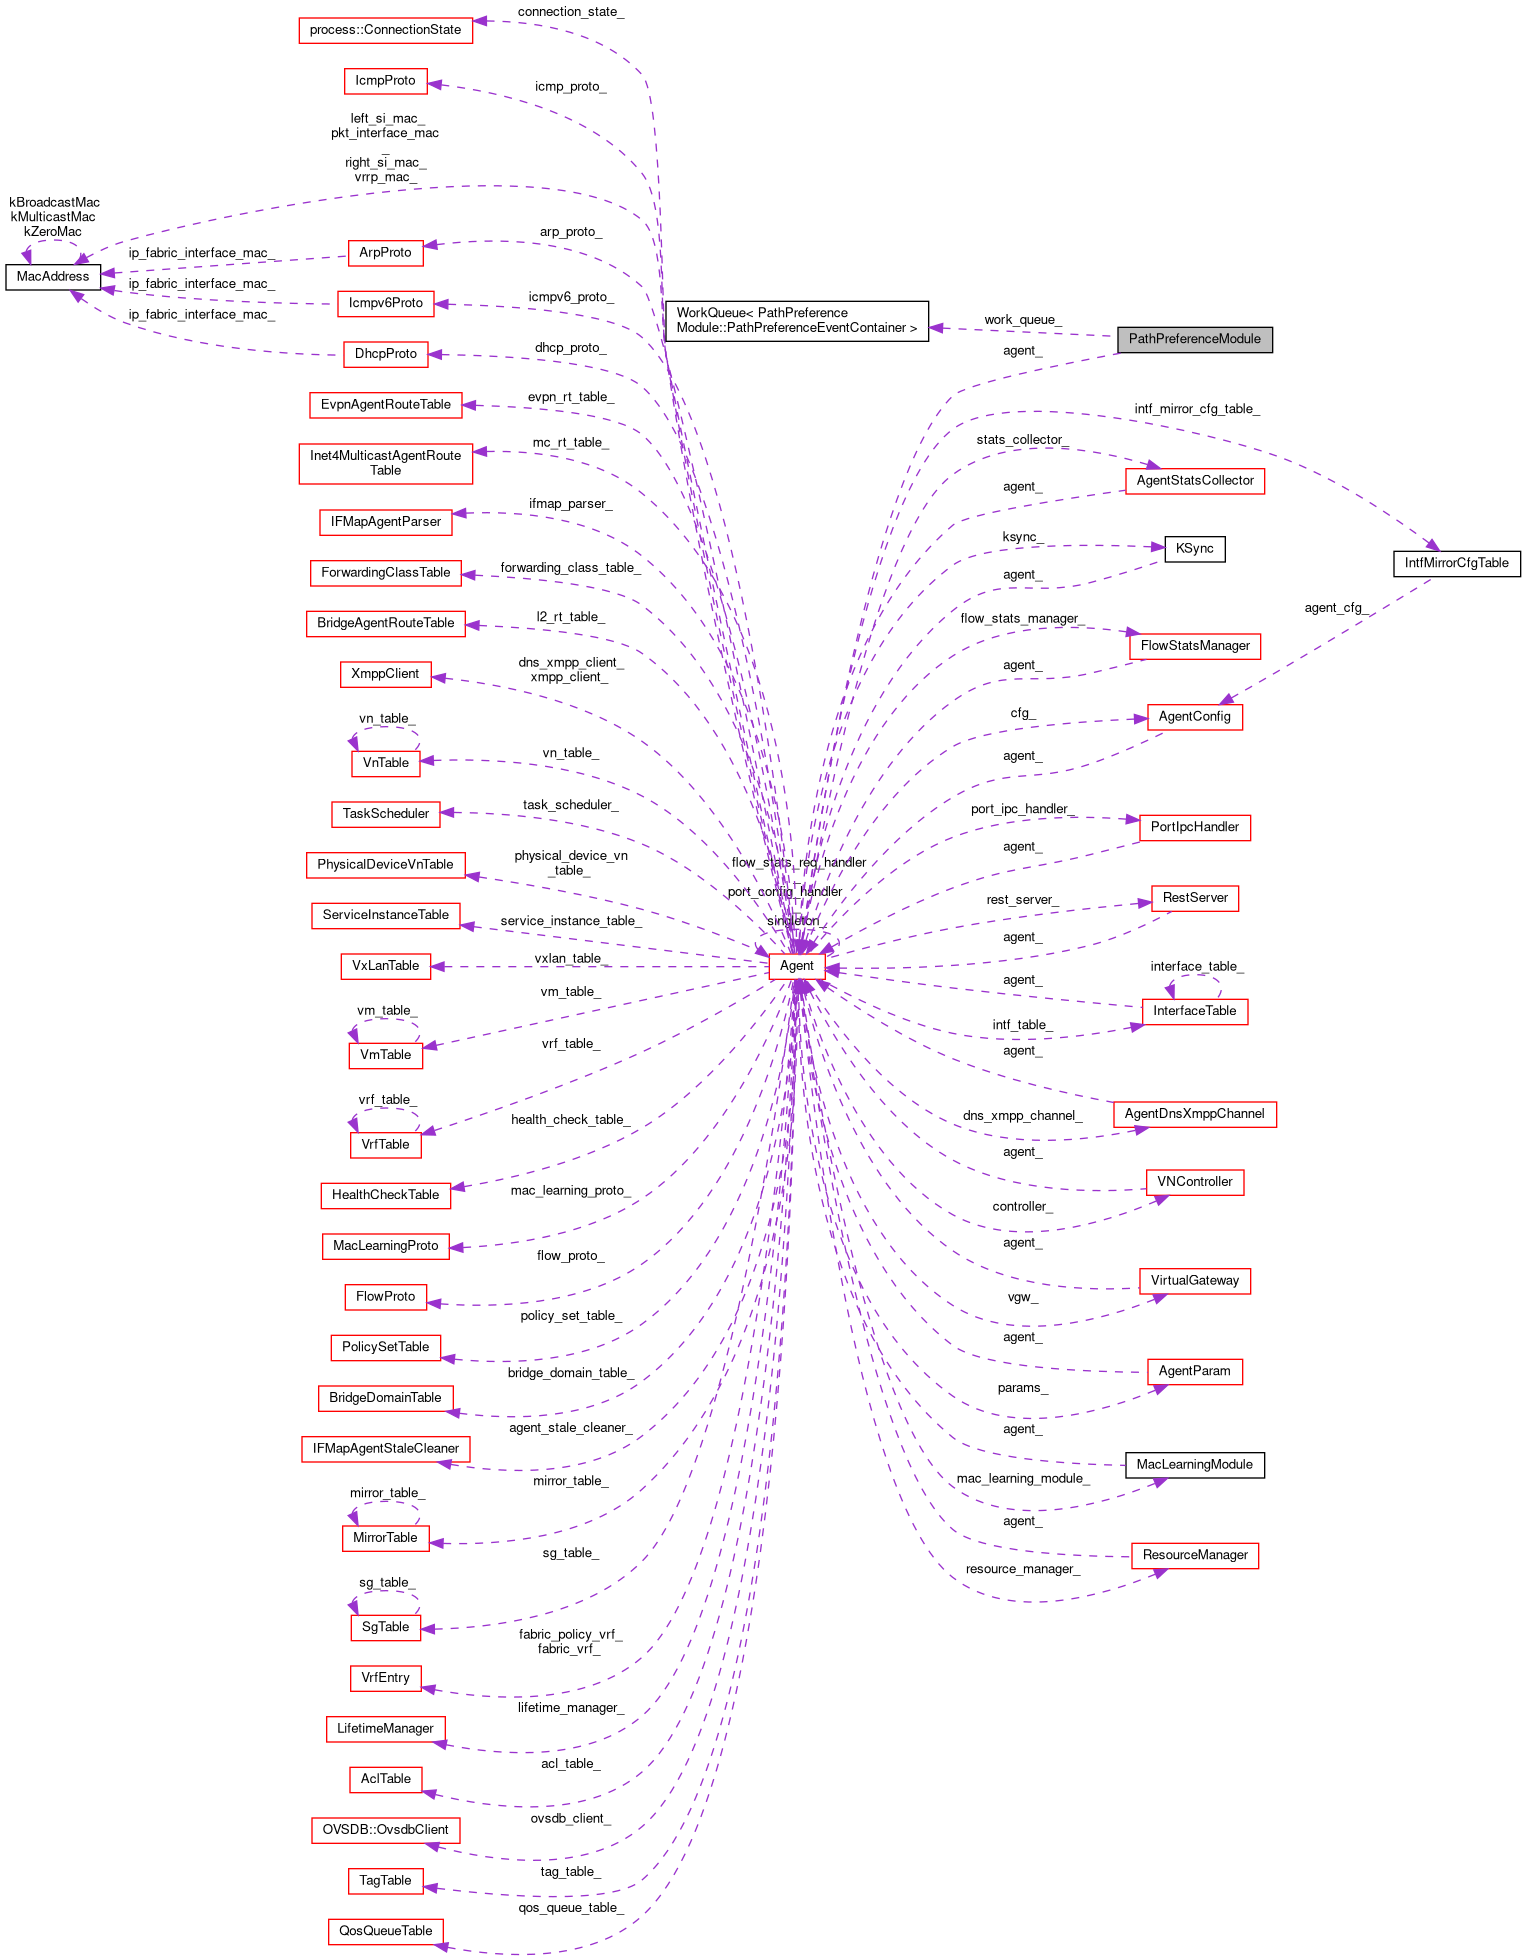 connection_state_
process::ConnectionState
IcmpProto
icmp_proto_
left_si_mac_
pkt_interface_mac
_
right_si_mac_
vrrp_mac_
kBroadcastMac
kMulticastMac
kZeroMac
MacAddress
ip_fabric_interface_mac_
ArpProto
arp_proto_
ip_fabric_interface_mac_
Icmpv6Proto
icmpv6_proto_
ip_fabric_interface_mac_
DhcpProto
dhcp_proto_
WorkQueue< PathPreference
Module::PathPreferenceEventContainer >
work_queue_
PathPreferenceModule
agent_
EvpnAgentRouteTable
evpn_rt_table_
intf_mirror_cfg_table_
Inet4MulticastAgentRoute
Table
mc_rt_table_
stats_collector_
AgentStatsCollector
agent_
IFMapAgentParser
ifmap_parser_
ksync_
KSync
agent_
IntfMirrorCfgTable
agent_cfg_
ForwardingClassTable
forwarding_class_table_
BridgeAgentRouteTable
l2_rt_table_
flow_stats_manager_
FlowStatsManager
agent_
XmppClient
dns_xmpp_client_
xmpp_client_
cfg_
AgentConfig
agent_
vn_table_
VnTable
vn_table_
TaskScheduler
task_scheduler_
port_ipc_handler_
PortIpcHandler
agent_
PhysicalDeviceVnTable
physical_device_vn
_table_
flow_stats_req_handler
_
port_config_handler
_
singleton_
Agent
rest_server_
RestServer
agent_
ServiceInstanceTable
service_instance_table_
VxLanTable
vxlan_table_
interface_table_
InterfaceTable
agent_
intf_table_
vm_table_
VmTable
vm_table_
vrf_table_
VrfTable
vrf_table_
agent_
AgentDnsXmppChannel
dns_xmpp_channel_
HealthCheckTable
health_check_table_
agent_
VNController
controller_
MacLearningProto
mac_learning_proto_
agent_
VirtualGateway
vgw_
FlowProto
flow_proto_
PolicySetTable
policy_set_table_
agent_
AgentParam
params_
BridgeDomainTable
bridge_domain_table_
IFMapAgentStaleCleaner
agent_stale_cleaner_
agent_
MacLearningModule
mac_learning_module_
mirror_table_
MirrorTable
mirror_table_
agent_
ResourceManager
resource_manager_
sg_table_
SgTable
sg_table_
VrfEntry
fabric_policy_vrf_
fabric_vrf_
LifetimeManager
lifetime_manager_
AclTable
acl_table_
OVSDB::OvsdbClient
ovsdb_client_
TagTable
tag_table_
QosQueueTable
qos_queue_table_